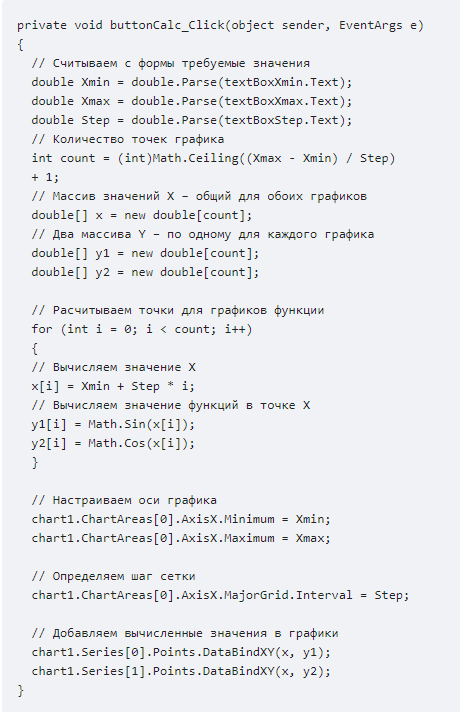 private void buttonCalc_Click(object sender, EventArgs e)
{
// Считываем с формы требуемые значения
double Xmin = double.Parse(textBoxXmin.Text);
double Xmax = double.Parse(textBoxXmax.Text);
double Step = double.Parse(textBoxStep.Text);
// Количество точек графика
int count = (int)Math.Ceiling((Xmax - Xmin) / Step)
+ 1;
// Массив значений X – общий для обоих графиков
double[] x = new double[count];
// Два массива Y – по одному для каждого графика
double[] y1 = new double[count];
double[] y2 = new double[count];
// Расчитываем точки для графиков функции
for (int i = 0; i < count; i++)
{
// Вычисляем значение X
x[i] = Xmin + Step * i;
// Вычисляем значение функций в точке X
y1[i] = Math.Sin(x[i]);
y2[i] = Math.Cos(x[i]);
}
// Настраиваем оси графика
chart1.ChartAreas[0].AxisX.Minimum = Xmin;
chart1.ChartAreas[0].AxisX.Maximum = Xmax;
// Определяем шаг сетки
chart1.ChartAreas[0].AxisX.MajorGrid.Interval = Step;
// Добавляем вычисленные значения в графики
chart1.Series[0].Points.DataBindXY(x, y1);
chart1.Series[1].Points.DataBindXY(x, y2);
}